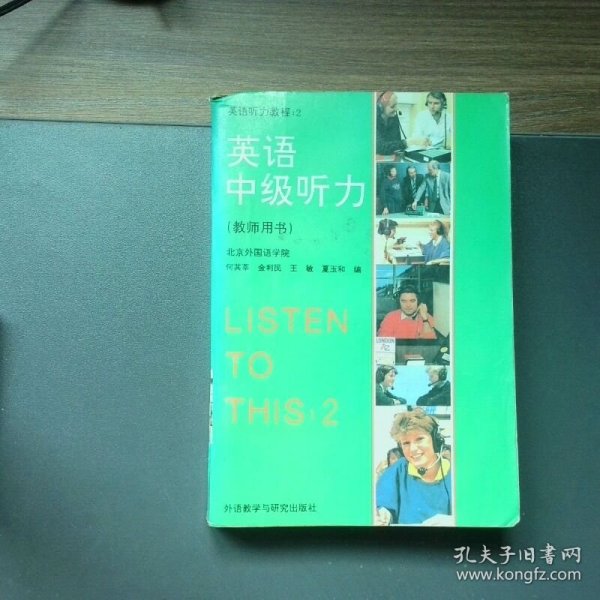 英语听力教程:2
英语
中级听力
(教师用书)
北京外国语学院
何其莘 金利民 王 敏 夏玉和 编
LISTEN
TO
THIS:2
LONDON
外语教学与研究出版社
孔夫子旧书网
www.kongfz.com